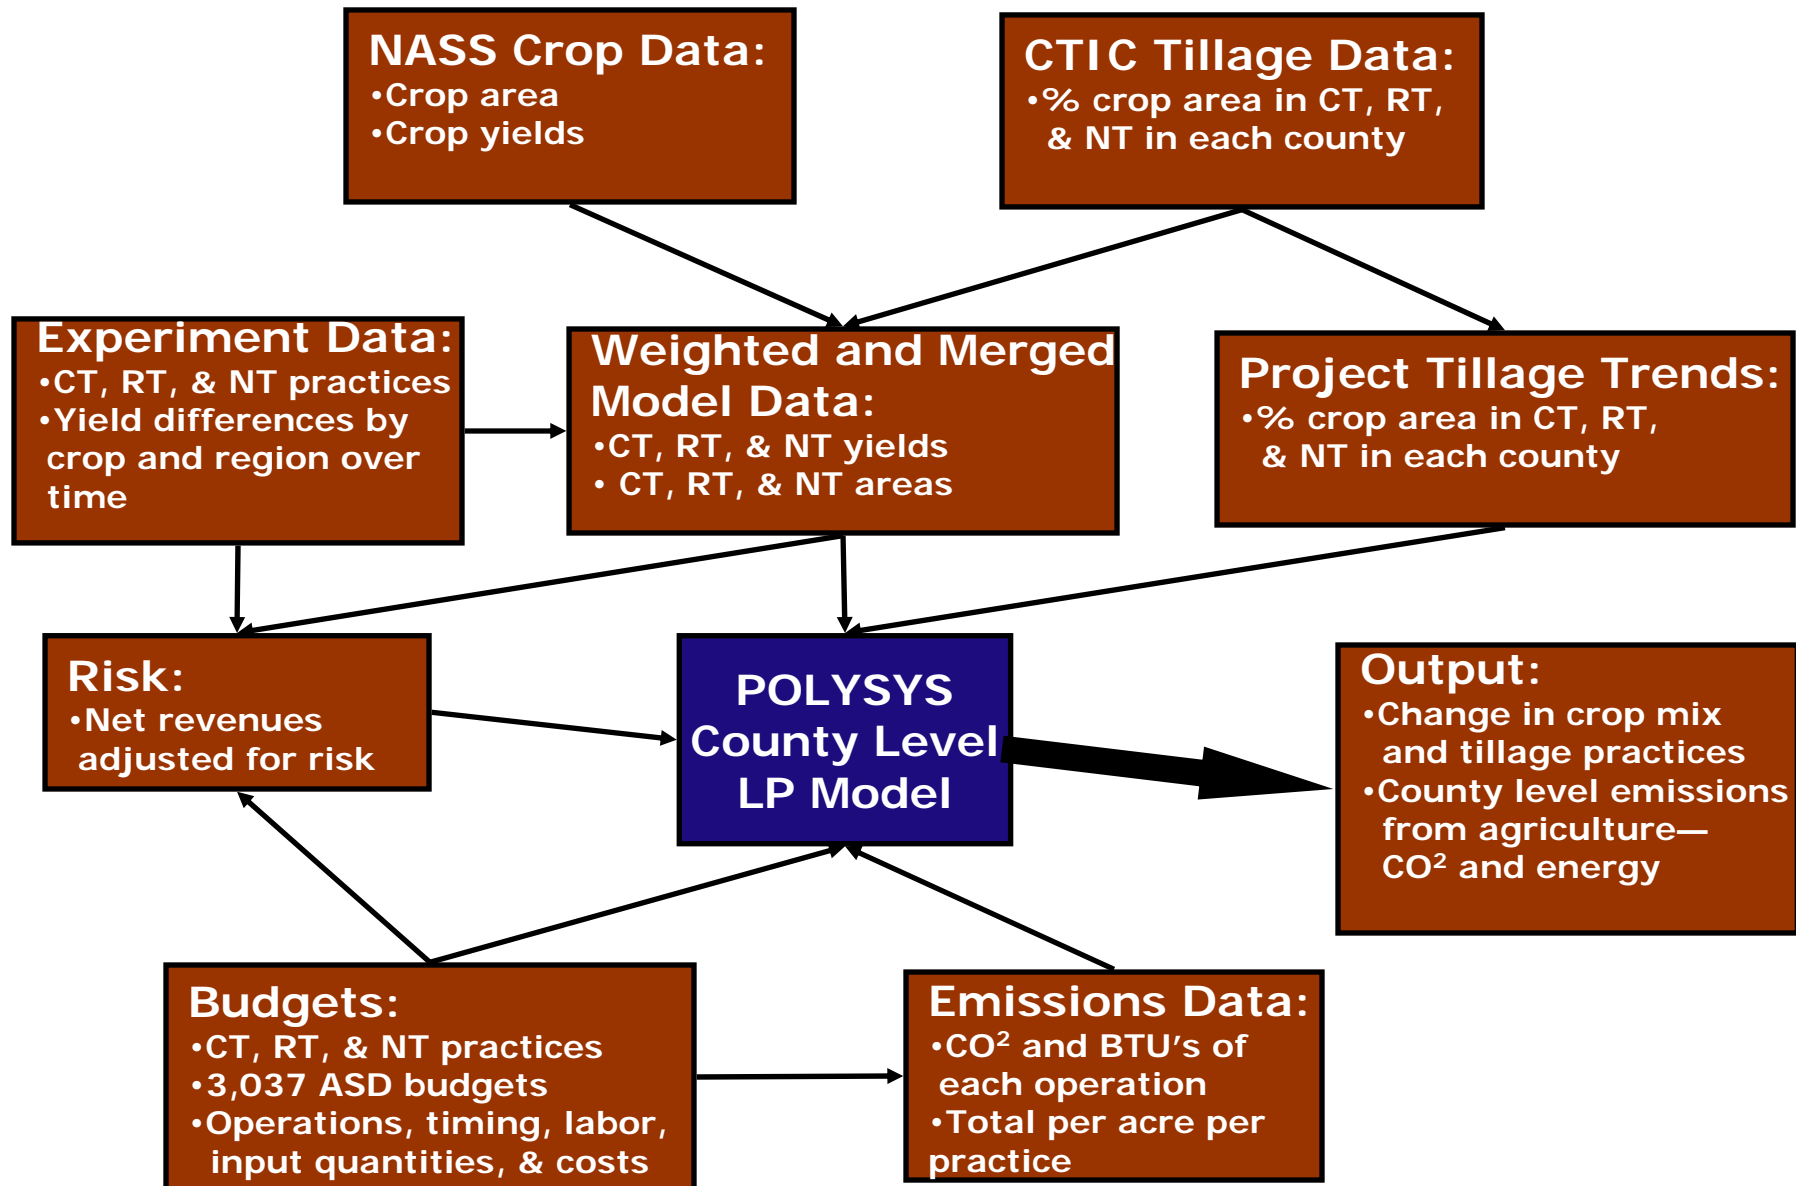 NASS Crop Data:
•Crop area
•Crop yields
CTIC Tillage Data:
•% crop area in CT, RT,
& NT in each county
Experiment Data:
•CT, RT, & NT practices
•Yield differences by
crop and region over
time
Weighted and Merged
Model Data:
•CT, RT, & NT yields
• CT, RT, & NT areas
Project Tillage Trends:
•% crop area in CT, RT,
& NT in each county
Risk:
•Net revenues
adjusted for risk
POLYSYS
County Level
LP Model
Output:
•Change in crop mix
and tillage practices
•County level emissions
from agriculture—
CO² and energy
Budgets:
•CT, RT, & NT practices
•3,037 ASD budgets
•Operations, timing, labor,
input quantities, & costs
Emissions Data:
•CO² and BTU’s of
each operation
•Total per acre per
practice